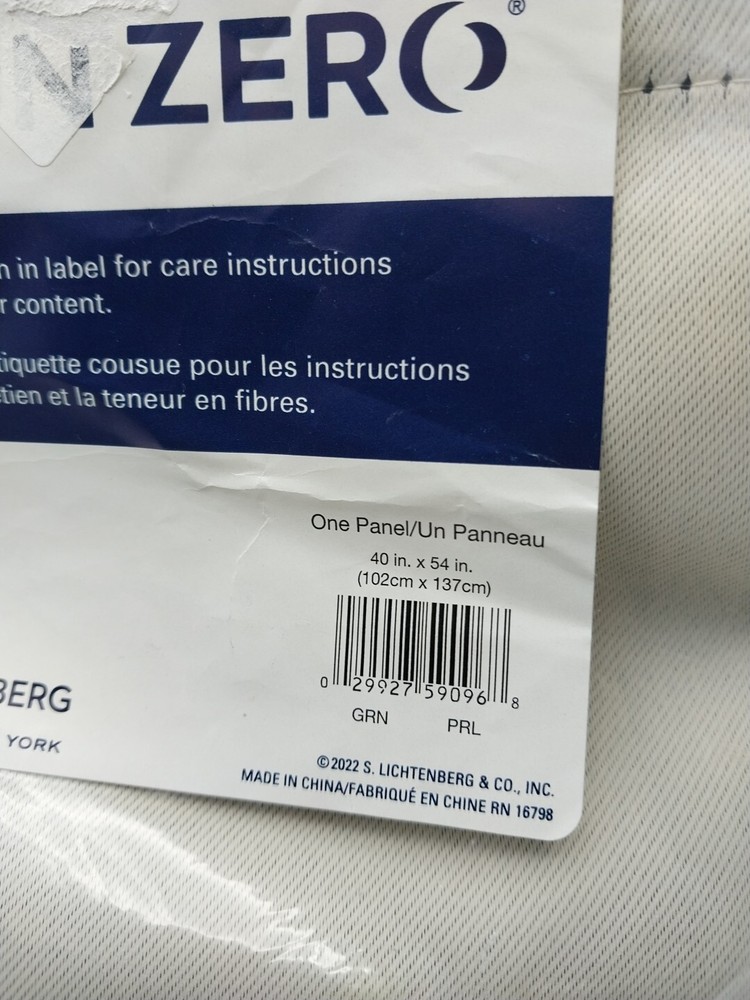 N ZERO®
in label for care instructions
content.
cousue pour les instructions
et la teneur en fibres.
One Panel/Un Panneau
40 in. x 54 in.
(102cm x 137cm)
0 29927 59096 8
GRN PRL
BERG
YORK
©2022 S. LICHTENBERG & CO., INC.
MADE IN CHINA/FABRIQUÉ EN CHINE RN 16798